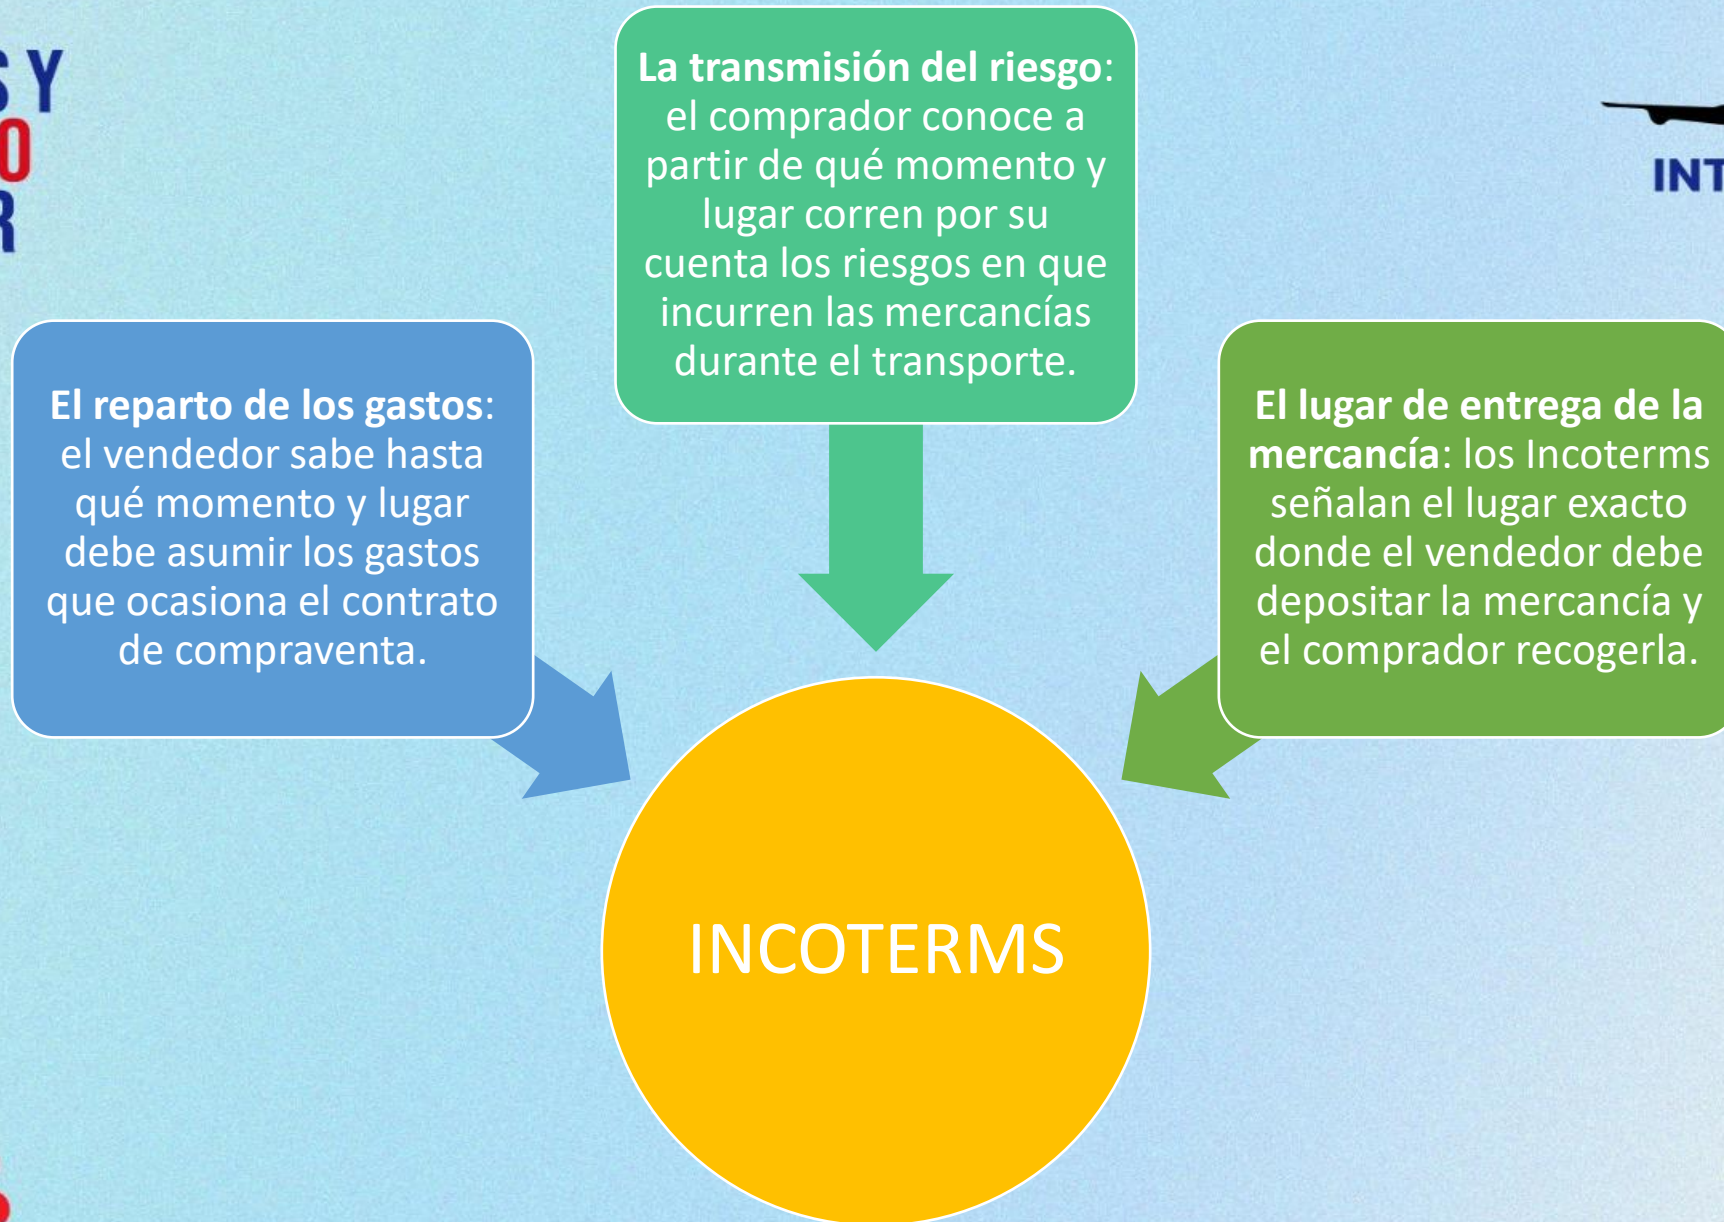 S Y
O
R
INT
La transmisión del riesgo:
el comprador conoce a
partir de qué momento y
lugar corren por su
cuenta los riesgos en que
incurren las mercancías
durante el transporte.
El reparto de los gastos:
el vendedor sabe hasta
qué momento y lugar
debe asumir los gastos
que ocasiona el contrato
de compraventa.
El lugar de entrega de la
mercancía: los Incoterms
señalan el lugar exacto
donde el vendedor debe
depositar la mercancía y
el comprador recogerla.
INCOTERMS